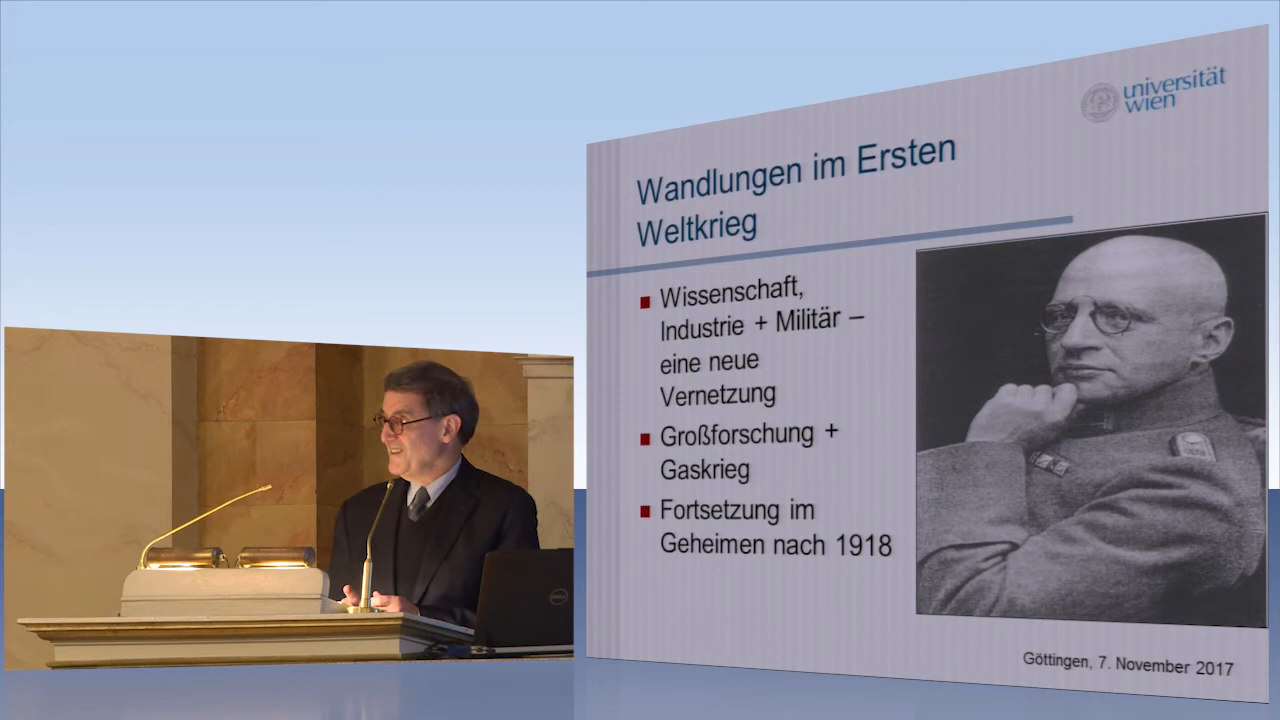 universität
wien
Wandlungen im Ersten
Weltkrieg
Wissenschaft,
Industrie + Militär –
eine neue
Vernetzung
Großforschung +
Gaskrieg
Fortsetzung im
Geheimen nach 1918
Göttingen, 7. November 2017
DELL